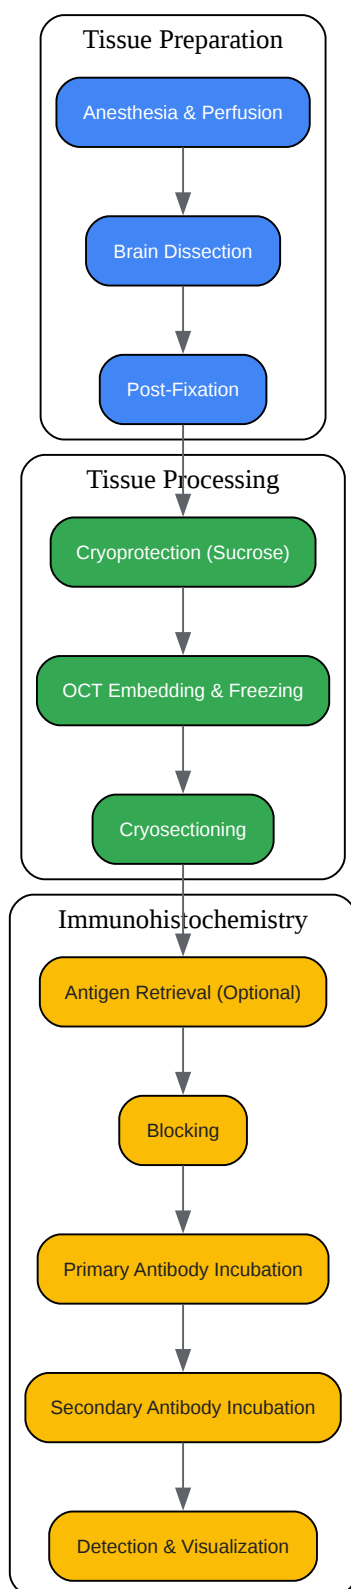 Tissue Preparation
Anesthesia & Perfusion
Brain Dissection
Post-Fixation
Tissue Processing
Cryoprotection (Sucrose)
OCT Embedding & Freezing
Cryosectioning
Immunohistochemistry
Antigen Retrieval (Optional)
Blocking
Primary Antibody Incubation
Secondary Antibody Incubation
Detection & Visualization